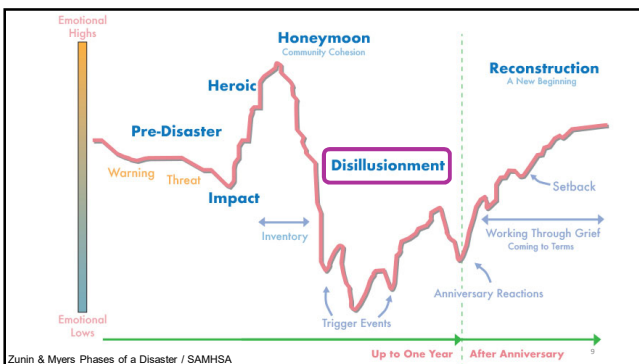 Emotional
Highs
Honeymoon
Community Cohesion
Reconstruction
A New Beginning
Heroic
Pre-Disaster
Warning
Threat
Disillusionment
Impact
Setback
Inventory
Working Through Grief
Coming to Terms
Anniversary Reactions
Trigger Events
Emotional
Lows
Up to One Year
After Anniversary
9
Zunin & Myers Phases of a Disaster / SAMHSA